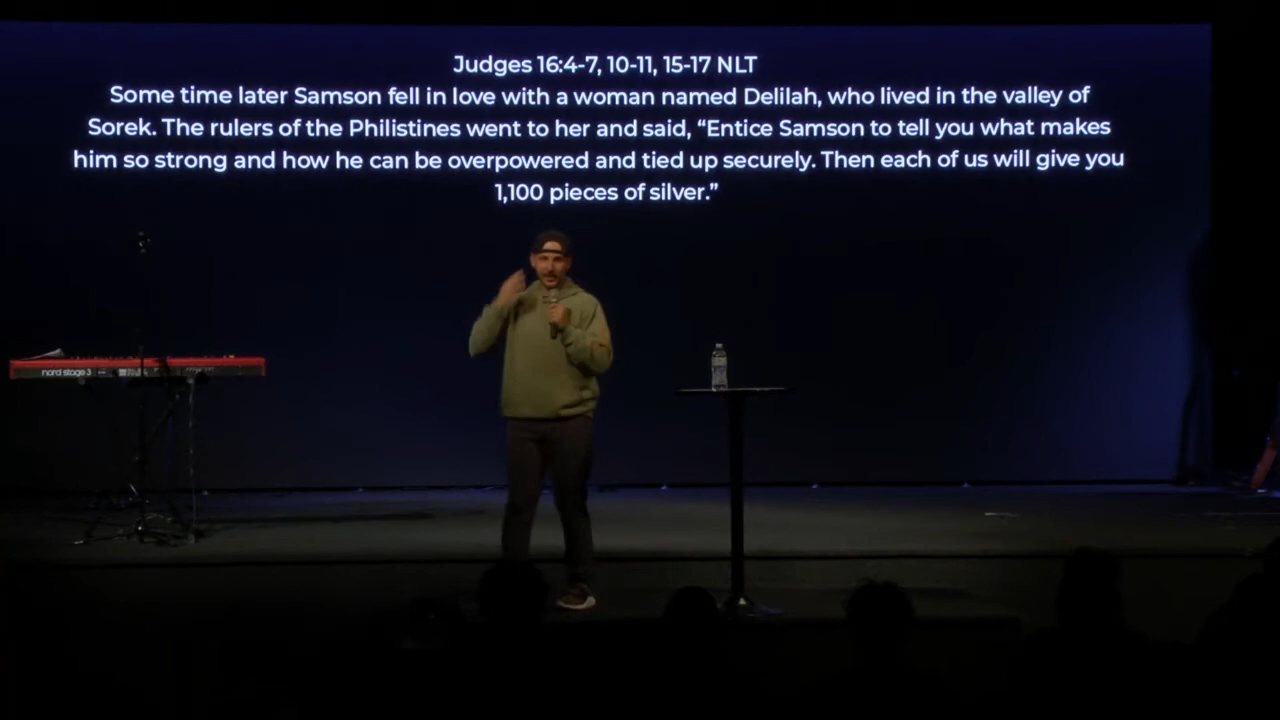 Judges 16:4-7, 10-11, 15-17 NLT
Some time later Samson fell in love with a woman named Delilah, who lived in the valley of
Sorek. The rulers of the Philistines went to her and said, “Entice Samson to tell you what makes
him so strong and how he can be overpowered and tied up securely. Then each of us will give you
1,100 pieces of silver.”
nord stage 3